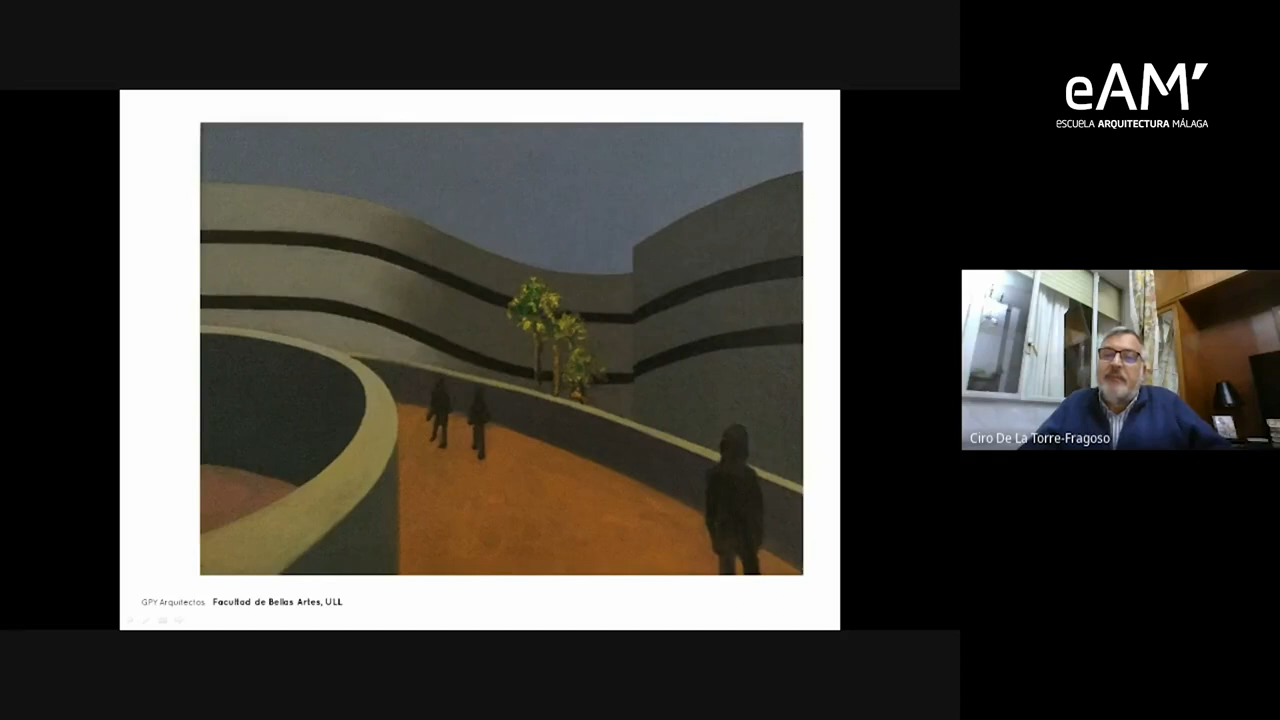 eAM'
ESCUELA ARQUITECTURA MÁLAGA
Ciro De La Torre-Fragoso
GPY Arquitectos. Facultad de Bellas Artes, ULL